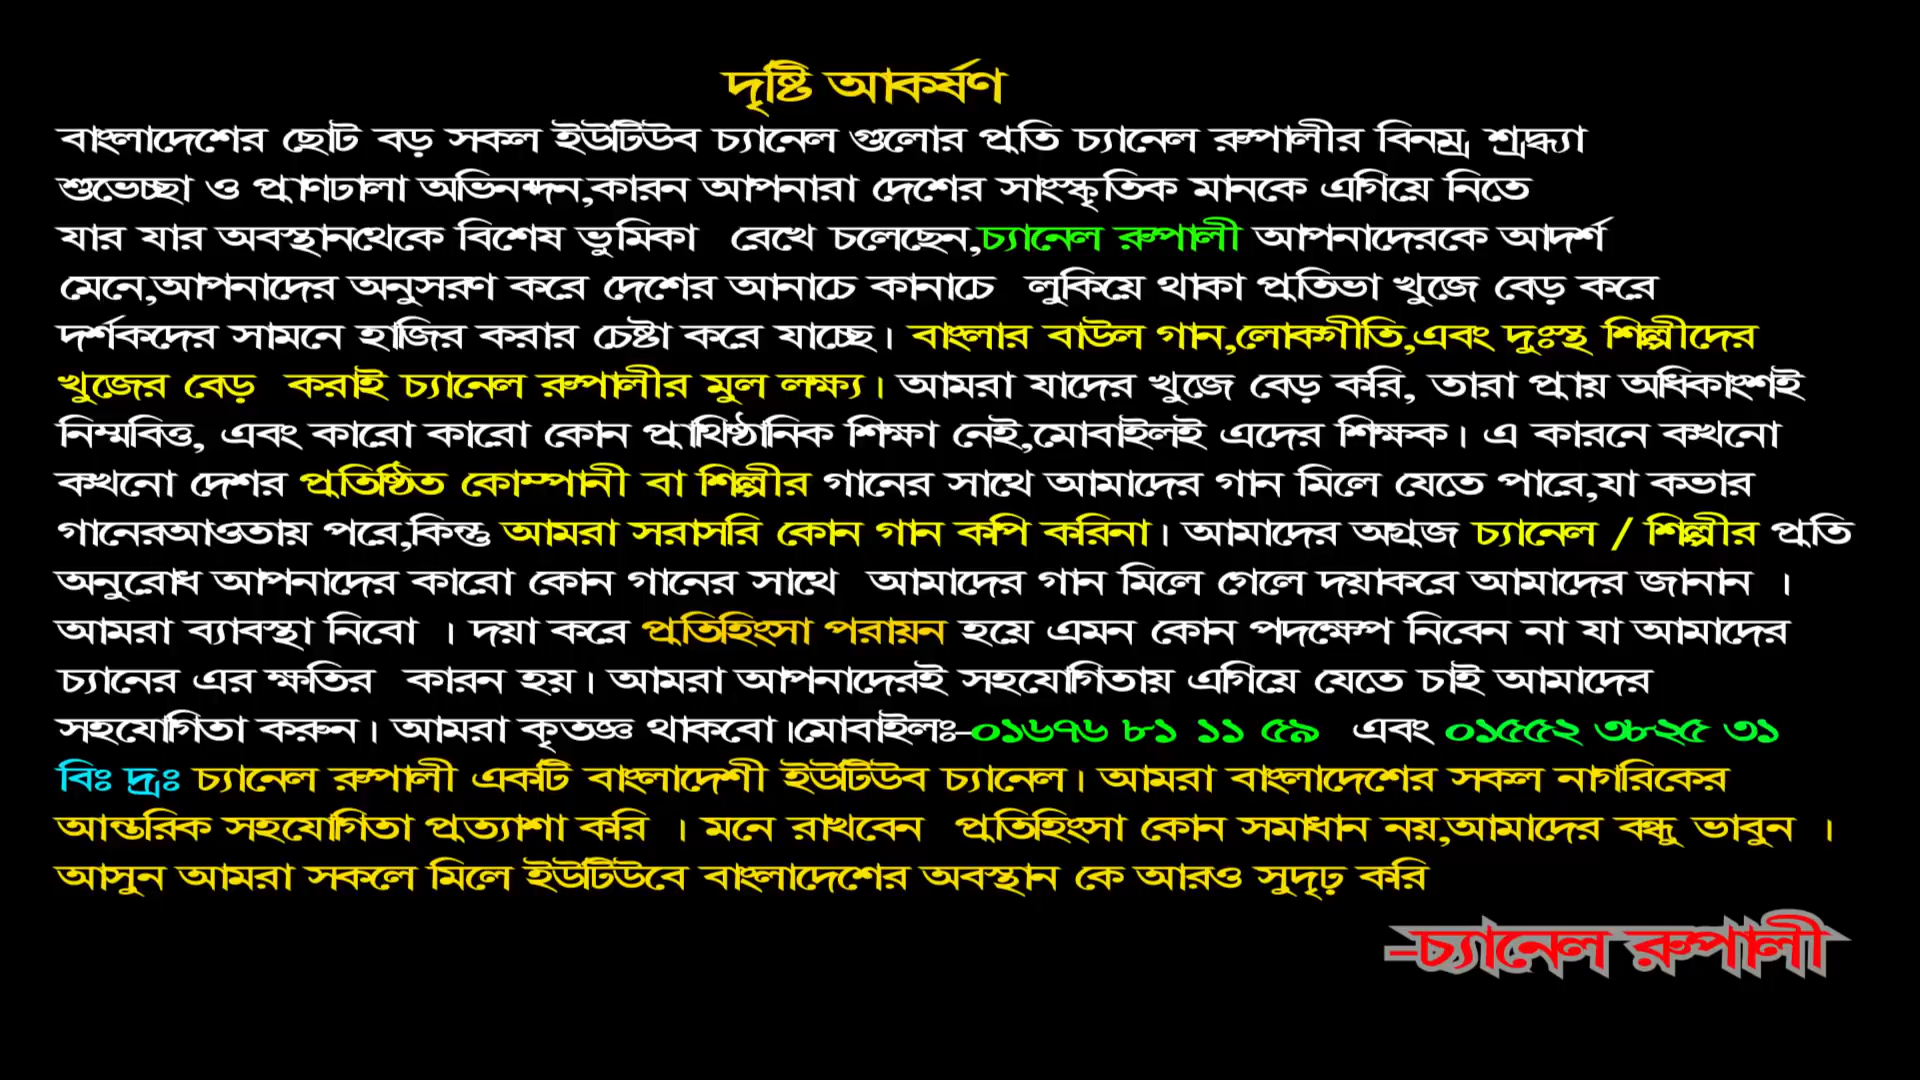 দৃষ্টি আকর্ষণ
বাংলাদেশের ছোট বড় সকল ইউটিউব চ্যানেল গুলোর প্রতি চ্যানেল রুপালীর বিনম্র শ্রদ্ধ্যা
শুভেচ্ছা ও প্রাণঢালা অভিনন্দন,কারন আপনারা দেশের সাংস্কৃতিক মানকে এগিয়ে নিতে
যার যার অবস্থানথেকে বিশেষ ভুমিকা রেখে চলেছেন,চ্যানেল রুপালী আপনাদেরকে আদর্শ
মেনে,আপনাদের অনুসরণ করে দেশের আনাচে কানাচে লুকিয়ে থাকা প্রতিভা খুজে বেড় করে
দর্শকদের সামনে হাজির করার চেষ্টা করে যাচ্ছে। বাংলার বাউল গান,লোকগীতি,এবং দুঃস্থ শিল্পীদের
খুজের বেড় করাই চ্যানেল রুপালীর মুল লক্ষ্য। আমরা যাদের খুজে বেড় করি, তারা প্রায় অধিকাংশই
নিম্মবিত্ত, এবং কারো কারো কোন প্রাথিষ্ঠানিক শিক্ষা নেই,মোবাইলই এদের শিক্ষক। এ কারনে কখনো
কখনো দেশর প্রতিষ্ঠিত কোম্পানী বা শিল্পীর গানের সাথে আমাদের গান মিলে যেতে পারে,যা কভার
গানেরআওতায় পরে,কিন্তু আমরা সরাসরি কোন গান কপি করিনা। আমাদের অগ্রজ চ্যানেল / শিল্পীর প্রতি
অনুরোধ আপনাদের কারো কোন গানের সাথে আমাদের গান মিলে গেলে দয়াকরে আমাদের জানান ।
আমরা ব্যাবস্থা নিবো । দয়া করে প্রতিহিংসা পরায়ন হয়ে এমন কোন পদক্ষেপ নিবেন না যা আমাদের
চ্যানের এর ক্ষতির কারন হয়। আমরা আপনাদেরই সহযোগিতায় এগিয়ে যেতে চাই আমাদের
সহযোগিতা করুন। আমরা কৃতজ্ঞ থাকবো।মোবাইলঃ-০১৬৭৬ ৮১ ১১ ৫৯ এবং ০১৫৫২ ৩৮২৫ ৩১
বিঃ দ্রঃ চ্যানেল রুপালী একটি বাংলাদেশী ইউটিউব চ্যানেল। আমরা বাংলাদেশের সকল নাগরিকের
আন্তরিক সহযোগিতা প্রত্যাশা করি । মনে রাখবেন প্রতিহিংসা কোন সমাধান নয়,আমাদের বন্ধু ভাবুন ।
আসুন আমরা সকলে মিলে ইউটিউবে বাংলাদেশের অবস্থান কে আরও সুদৃঢ় করি
-চ্যানেল রুপালী